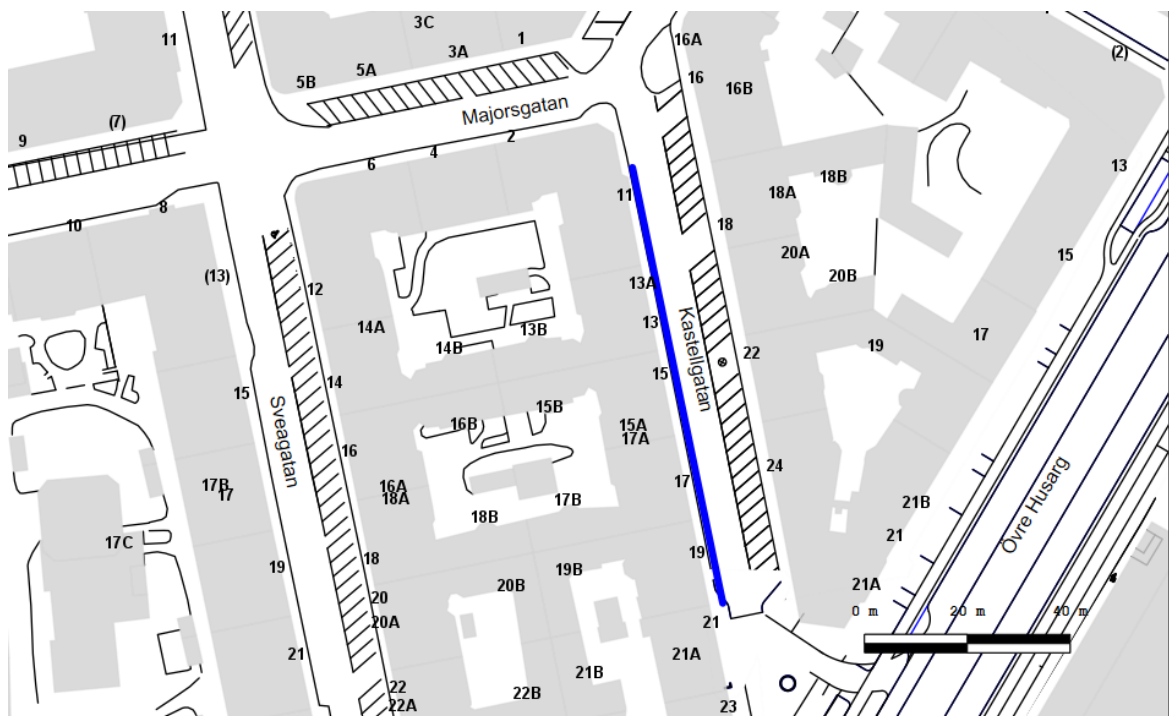 3C
11
1
16A
3A
(2)
5A
16
5B
16B
Majorsgatan
(7)
9
2
4
6
13
18B
18A
11
8
10
18
20A
15
20B
(13)
13A
12
14A
13
13B
17
19
14B
22
Kastellgatan
15
14
15
15B
Sveagatan
16B
15A
17A
16
24
17B
17
16A
18A
17
17B
21B
Övre Husarg
18B
21
17C
19
18
19
19B
20B
21A
20
0 m
20 m
40 m
20A
21
21
21A
21B
22
22B
22A
23